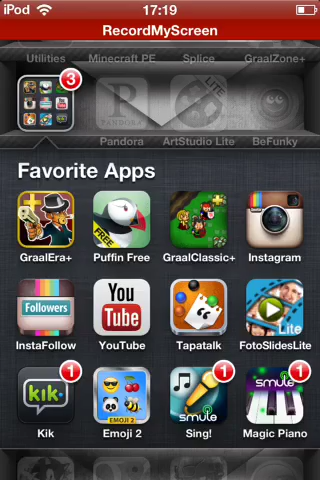 iPod 17:19
RecordMyScreen
Utilities Minecraft PE Splice GraalZone+
3
P PANDORA LITE
Pandora ArtStudio Lite BeFunky
Favorite Apps
FREE
GraalEra+ Puffin Free GraalClassic+ Instagram
Followers You Tube Lite
InstaFollow YouTube Tapatalk FotoSlidesLite
1 1 1
kik· EMOJI 2 smule smule
Kik Emoji 2 Sing! Magic Piano